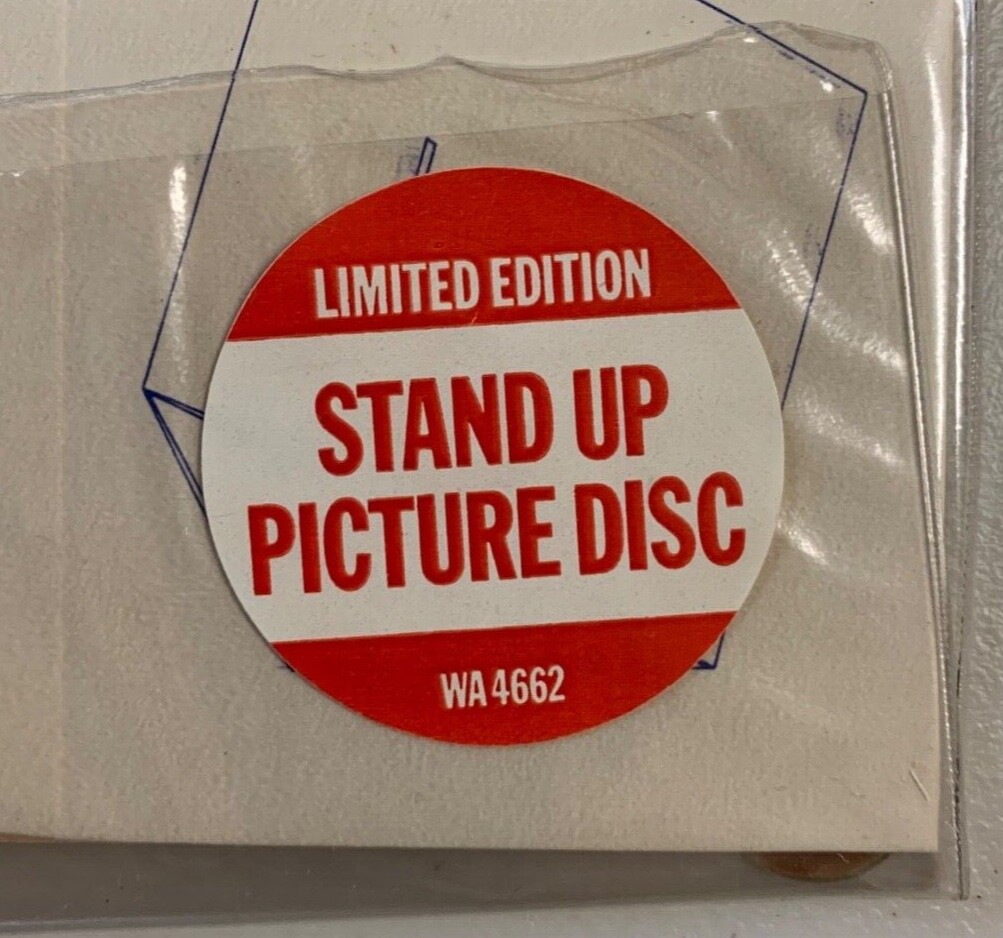 LIMITED EDITION
STAND UP
PICTURE DISC
WA 4662